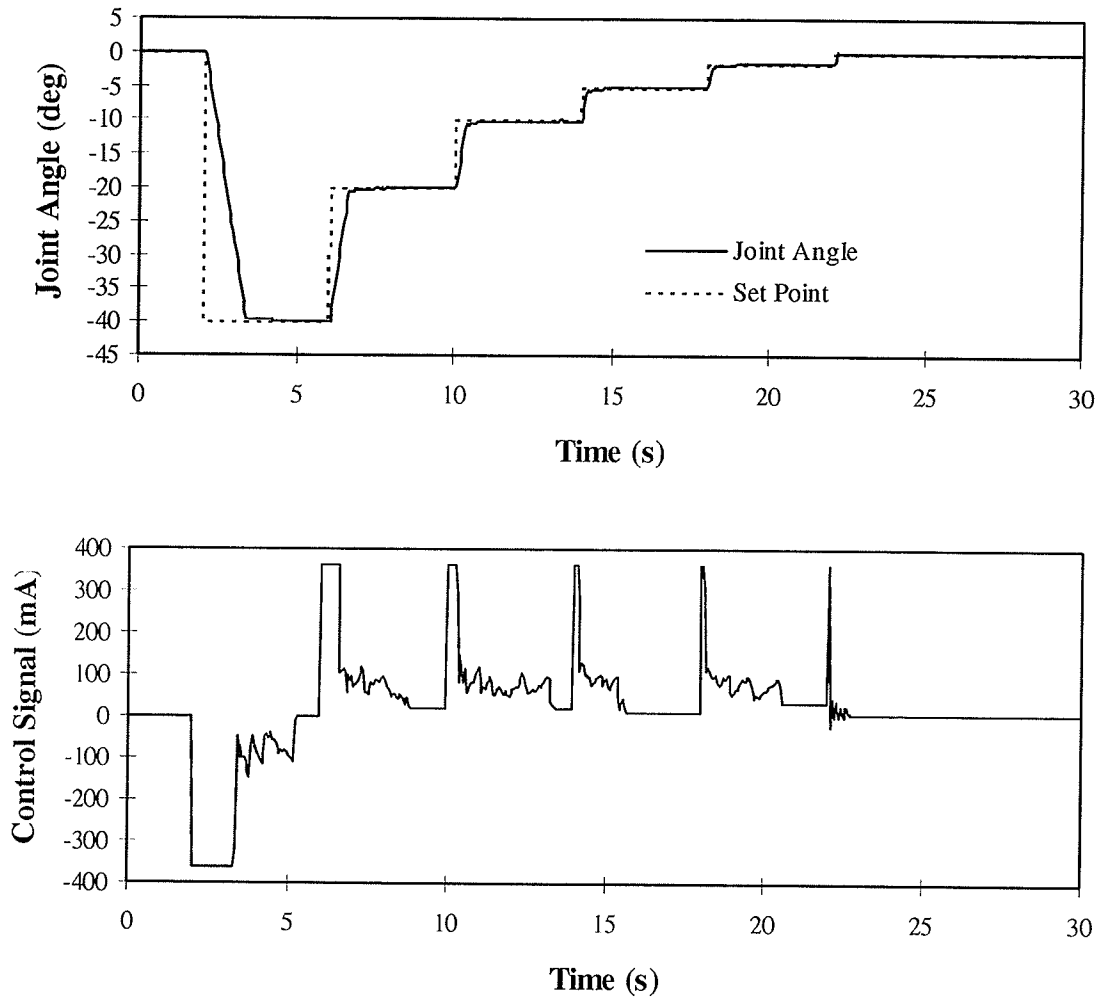 5
0
-5
-10
-15
-20
-25
-30
-35
-40
-45
Joint Angle (deg)
Joint Angle
Set Point
0 5 10 15 20 25 30
Time (s)
400
300
200
100
0
-100
-200
-300
-400
Control Signal (mA)
0 5 10 15 20 25 30
Time (s)